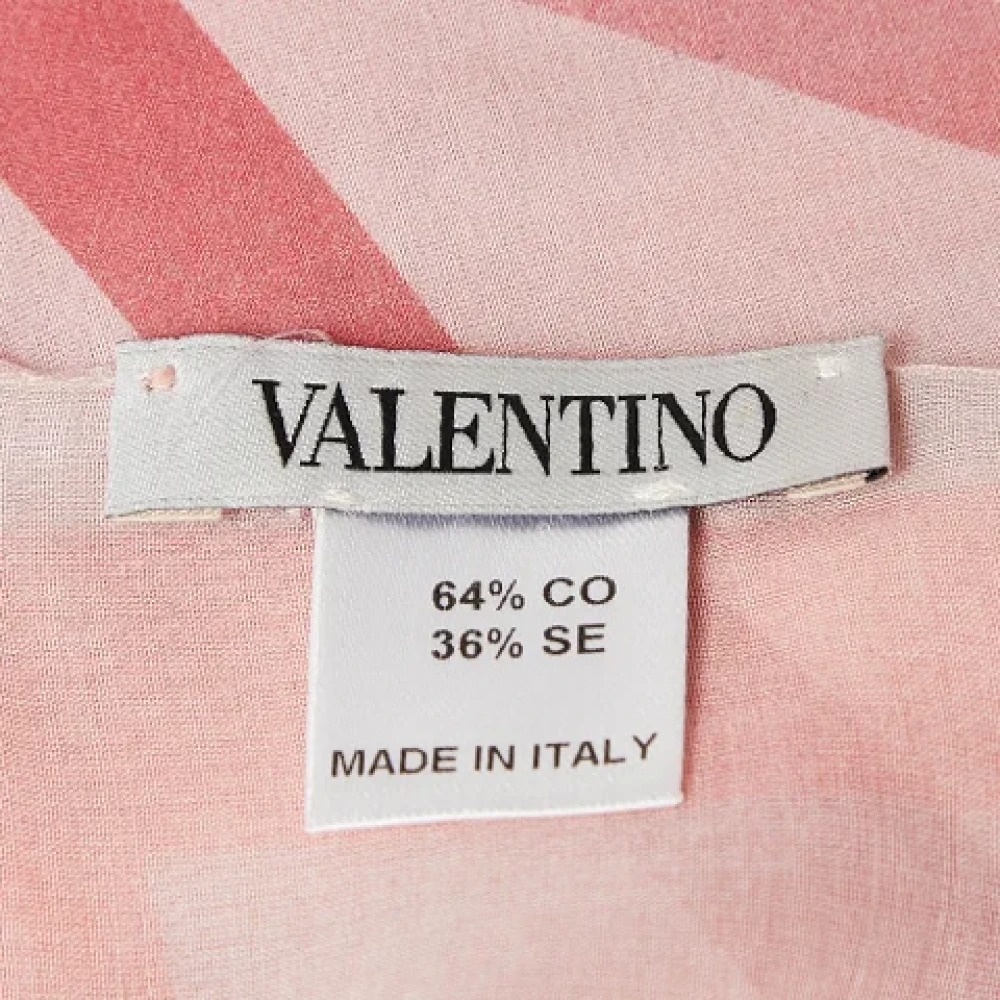 VALENTINO
64% CO
36% SE
MADE IN ITALY